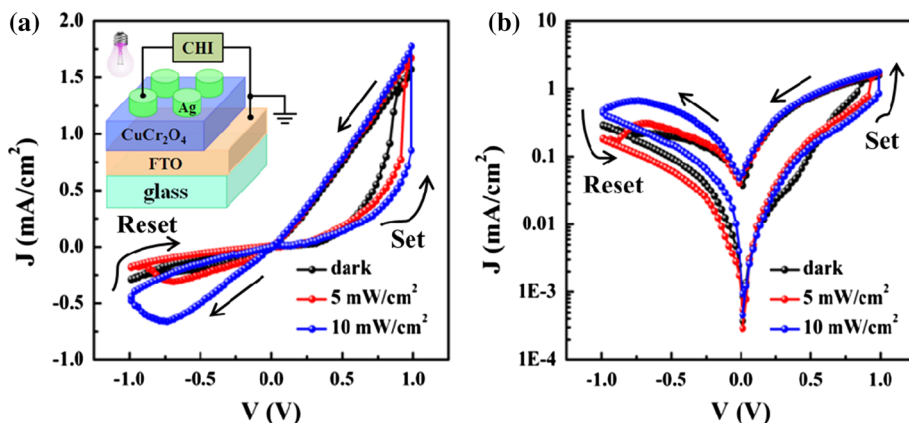 (a)
2.0
1.5
1.0
0.5
0.0
-0.5
-1.0
J (mA/cm²)
-1.0 -0.5 0.0 0.5 1.0
V (V)
CHI
Ag
CuCr₂O₄
FTO
glass
Reset
Set
dark
5 mW/cm²
10 mW/cm²
(b)
10
1
0.1
0.01
1E-3
1E-4
J (mA/cm²)
-1.0 -0.5 0.0 0.5 1.0
V (V)
Set
Reset
dark
5 mW/cm²
10 mW/cm²